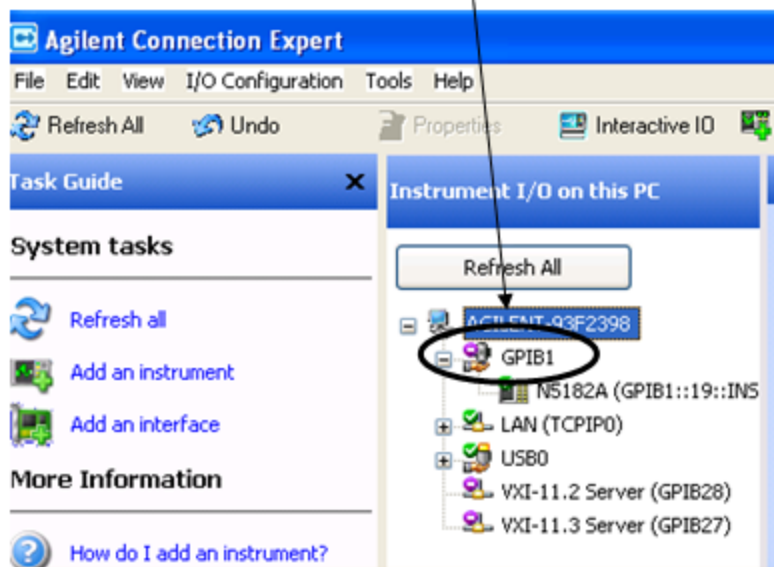 Agilent Connection Expert
File Edit View I/O Configuration Tools Help
Refresh All Undo Properties Interactive IO
Task Guide
Instrument I/O on this PC
System tasks
Refresh All
Refresh all
AGILENT-93F2398
GPIB1
Add an instrument
N5182A (GPIB1::19::INS
Add an interface
LAN (TCPIP0)
USB0
More Information
VXI-11.2 Server (GPIB28)
VXI-11.3 Server (GPIB27)
How do I add an instrument?